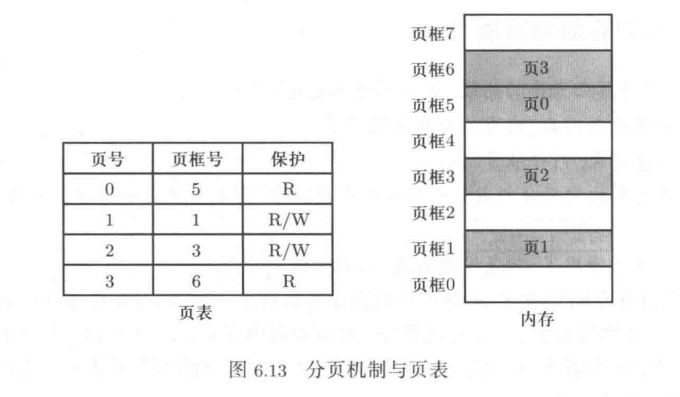 页号 页框号 保护
0 5 R
1 1 R/W
2 3 R/W
3 6 R
页表
页框7
页框6 页3
页框5 页0
页框4
页框3 页2
页框2
页框1 页1
页框0
内存
图 6.13 分页机制与页表